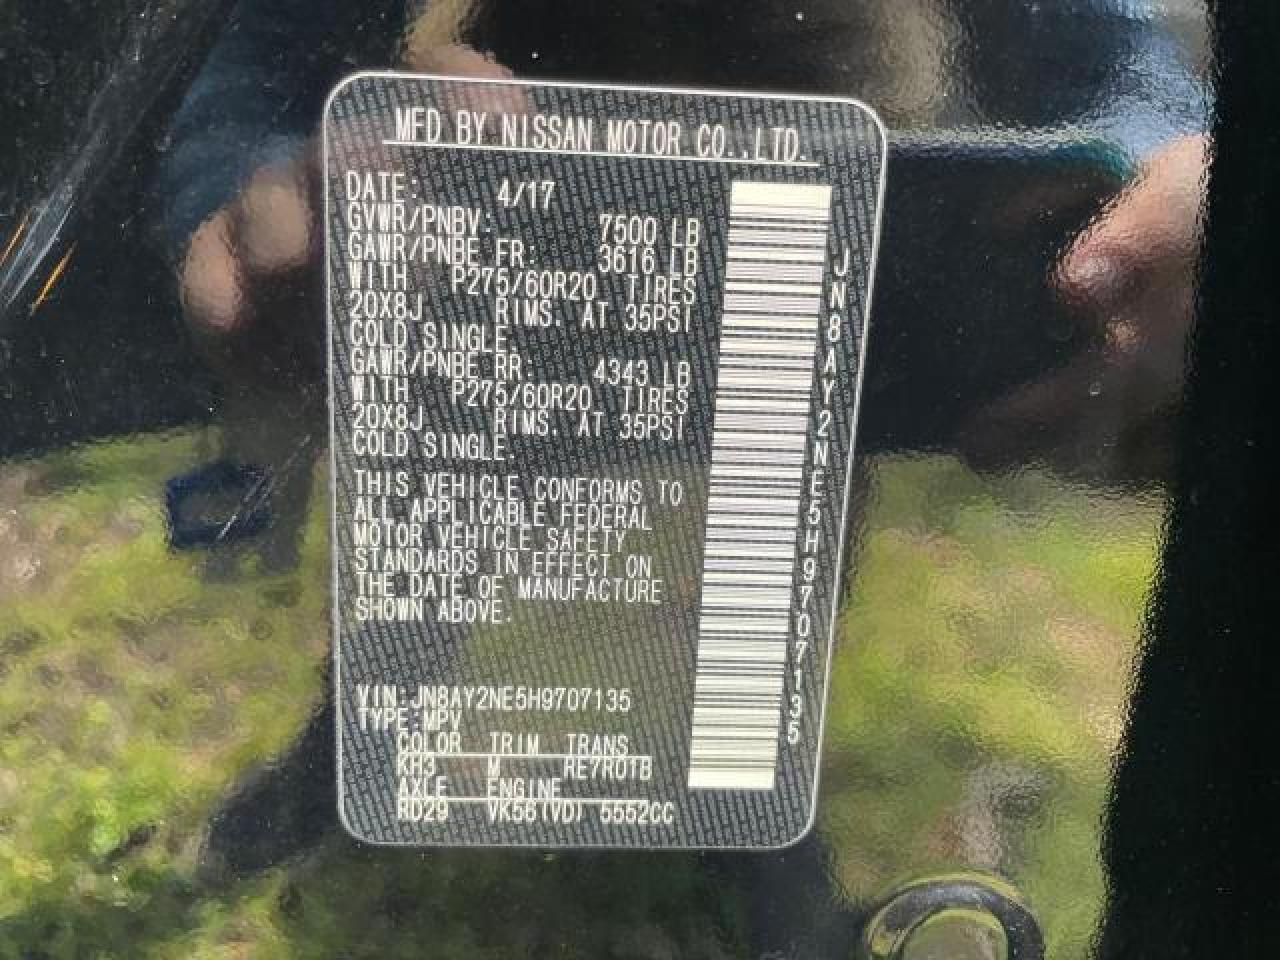 MFD BY NISSAN MOTOR CO.,LTD.
DATE: 4/17
GVWR/PNBV: 7500 LB
GAWR/PNBE FR: 3616 LB
WITH P275/60R20 TIRES
20X8J RIMS. AT 35PSI
COLD SINGLE.
GAWR/PNBE RR: 4343 LB
WITH P275/60R20 TIRES
20X8J RIMS. AT 35PSI
COLD SINGLE.
THIS VEHICLE CONFORMS TO
ALL APPLICABLE FEDERAL
MOTOR VEHICLE SAFETY
STANDARDS IN EFFECT ON
THE DATE OF MANUFACTURE
SHOWN ABOVE.
VIN:JN8AY2NE5H9707135
TYPE:MPV
COLOR TRIM TRANS
KH3 M RE7R01B
AXLE ENGINE
RD29 VK56(VD) 5552CC
JN8AY2NE5H9707135